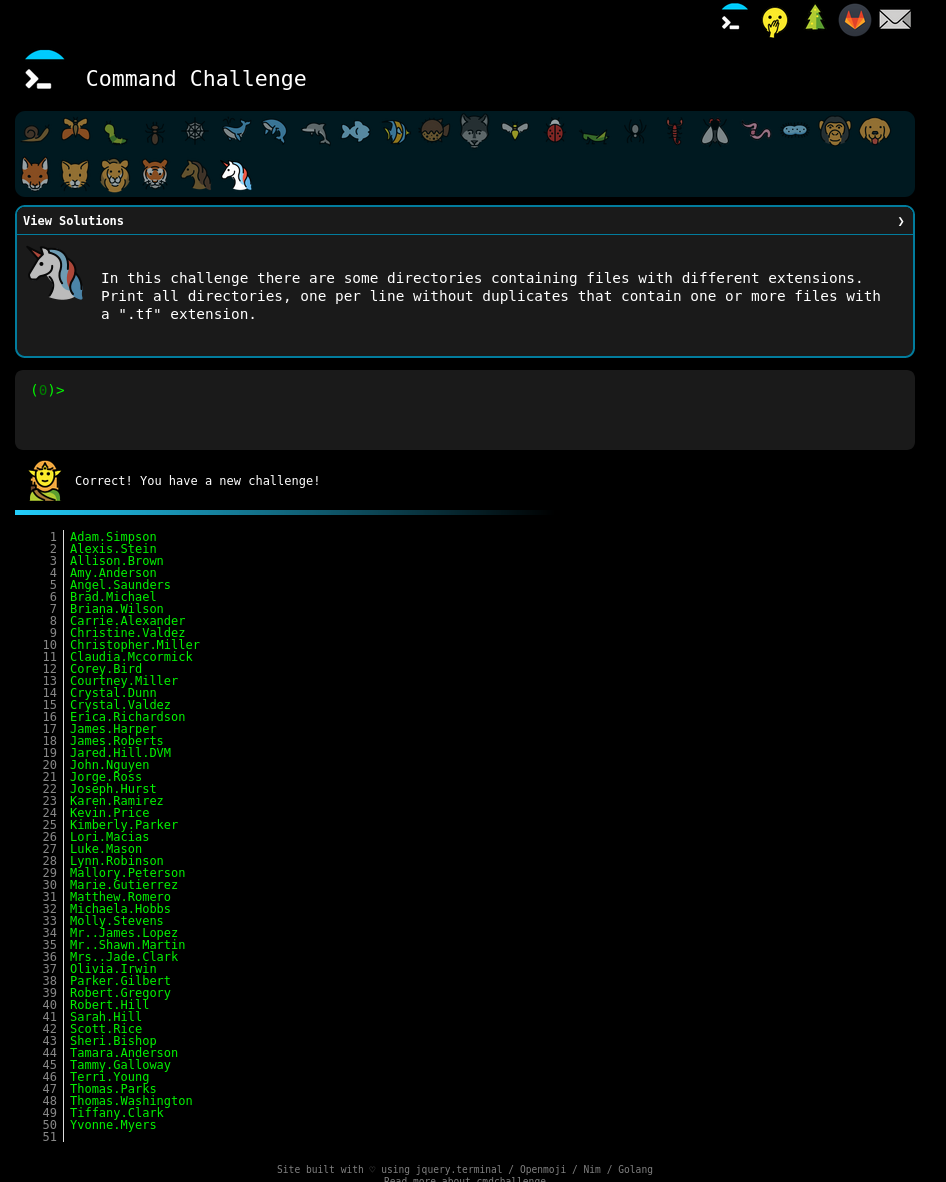 Command Challenge
View Solutions ❯
In this challenge there are some directories containing files with different extensions.
Print all directories, one per line without duplicates that contain one or more files with
a ".tf" extension.
(0)>
Correct! You have a new challenge!
1 Adam.Simpson
2 Alexis.Stein
3 Allison.Brown
4 Amy.Anderson
5 Angel.Saunders
6 Brad.Michael
7 Briana.Wilson
8 Carrie.Alexander
9 Christine.Valdez
10 Christopher.Miller
11 Claudia.Mccormick
12 Corey.Bird
13 Courtney.Miller
14 Crystal.Dunn
15 Crystal.Valdez
16 Erica.Richardson
17 James.Harper
18 James.Roberts
19 Jared.Hill.DVM
20 John.Nguyen
21 Jorge.Ross
22 Joseph.Hurst
23 Karen.Ramirez
24 Kevin.Price
25 Kimberly.Parker
26 Lori.Macias
27 Luke.Mason
28 Lynn.Robinson
29 Mallory.Peterson
30 Marie.Gutierrez
31 Matthew.Romero
32 Michaela.Hobbs
33 Molly.Stevens
34 Mr..James.Lopez
35 Mr..Shawn.Martin
36 Mrs..Jade.Clark
37 Olivia.Irwin
38 Parker.Gilbert
39 Robert.Gregory
40 Robert.Hill
41 Sarah.Hill
42 Scott.Rice
43 Sheri.Bishop
44 Tamara.Anderson
45 Tammy.Galloway
46 Terri.Young
47 Thomas.Parks
48 Thomas.Washington
49 Tiffany.Clark
50 Yvonne.Myers
51
Site built with ♡ using jquery.terminal / Openmoji / Nim / Golang
Read more about cmdchallenge